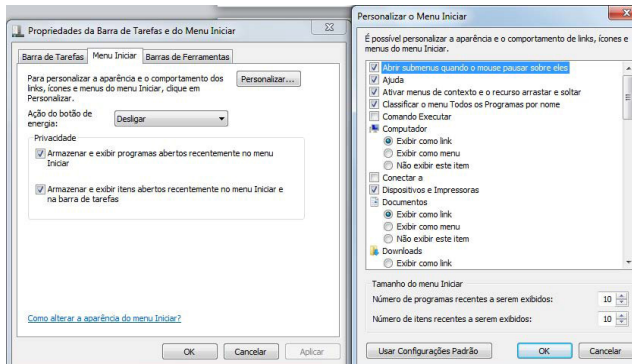 Propriedades da Barra de Tarefas e do Menu Iniciar
Barra de Tarefas
Menu Iniciar
Barras de Ferramentas
Para personalizar a aparência e o comportamento dos
links, ícones e menus do menu Iniciar, clique em
Personalizar.
Personalizar...
Ação do botão de
energia:
Desligar
Privacidade
Armazenar e exibir programas abertos recentemente no menu
Iniciar
Armazenar e exibir itens abertos recentemente no menu Iniciar e
na barra de tarefas
Como alterar a aparência do menu Iniciar?
OK
Cancelar
Aplicar
Personalizar o Menu Iniciar
É possível personalizar a aparência e o comportamento de links, ícones e
menus do menu Iniciar.
Abrir submenus quando o mouse pausar sobre eles
Ajuda
Ativar menus de contexto e o recurso arrastar e soltar
Classificar o menu Todos os Programas por nome
Comando Executar
Computador
Exibir como link
Exibir como menu
Não exibir este item
Conectar a
Dispositivos e Impressoras
Documentos
Exibir como link
Exibir como menu
Não exibir este item
Downloads
Exibir como link
Tamanho do menu Iniciar
Número de programas recentes a serem exibidos:
10
Número de itens recentes a serem exibidos:
10
Usar Configurações Padrão
OK
Cancelar